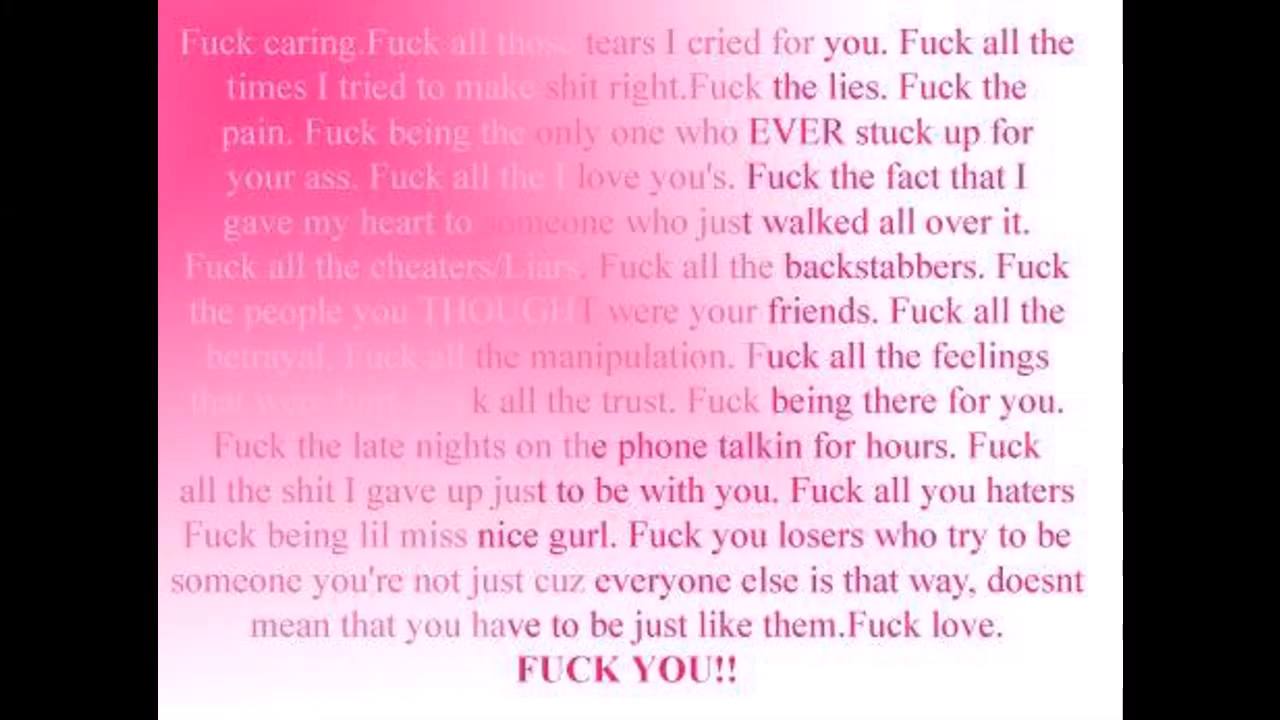 Fuck caring.Fuck all those tears I cried for you. Fuck all the
times I tried to make shit right.Fuck the lies. Fuck the
pain. Fuck being the only one who EVER stuck up for
your ass. Fuck all the I love you's. Fuck the fact that I
gave my heart to someone who just walked all over it.
Fuck all the cheaters/Liars. Fuck all the backstabbers. Fuck
the people you THOUGHT were your friends. Fuck all the
betrayal. Fuck all the manipulation. Fuck all the feelings
that were k all the trust. Fuck being there for you.
Fuck the late nights on the phone talkin for hours. Fuck
all the shit I gave up just to be with you. Fuck all you haters
Fuck being lil miss nice gurl. Fuck you losers who try to be
someone you're not just cuz everyone else is that way, doesnt
mean that you have to be just like them.Fuck love.
FUCK YOU!!